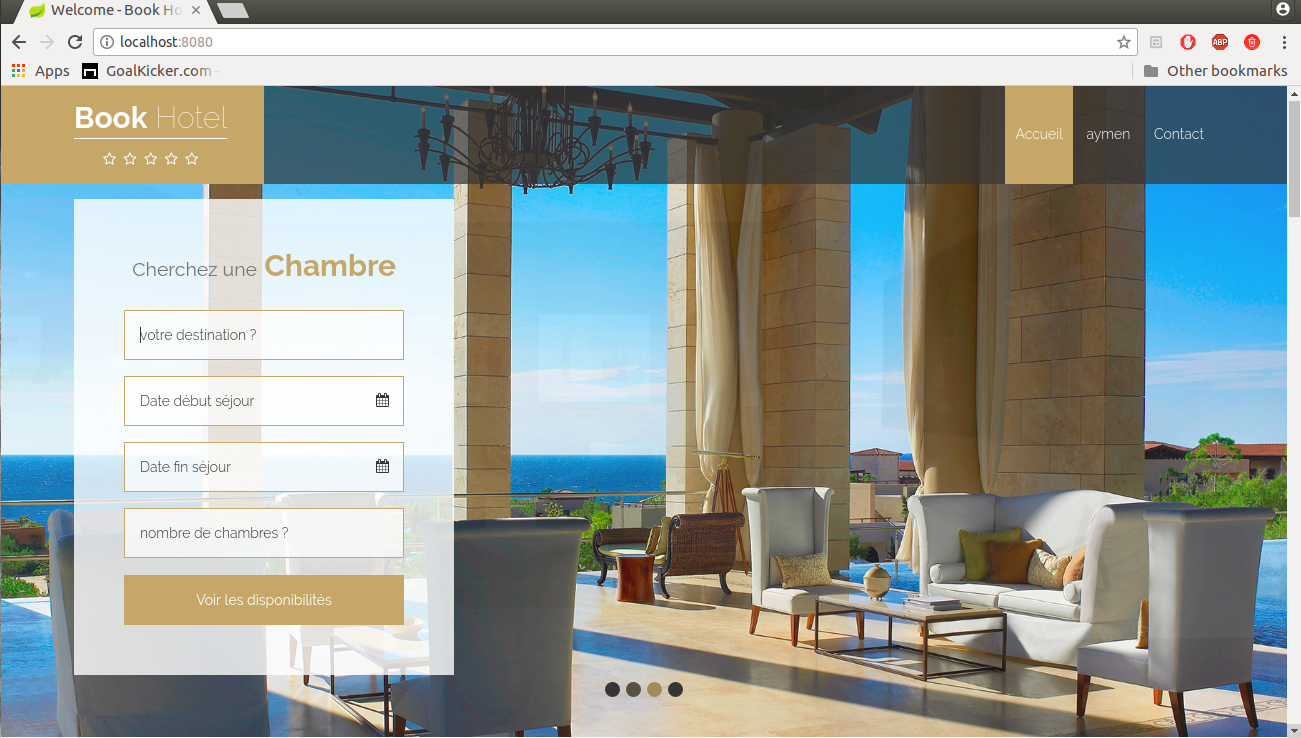 Welcome - Book Ho
localhost:8080
Apps
GoalKicker.com -
Other bookmarks
ABP
Book Hotel
Accueil
aymen
Contact
Cherchez une Chambre
votre destination ?
Date début séjour
Date fin séjour
nombre de chambres ?
Voir les disponibilités